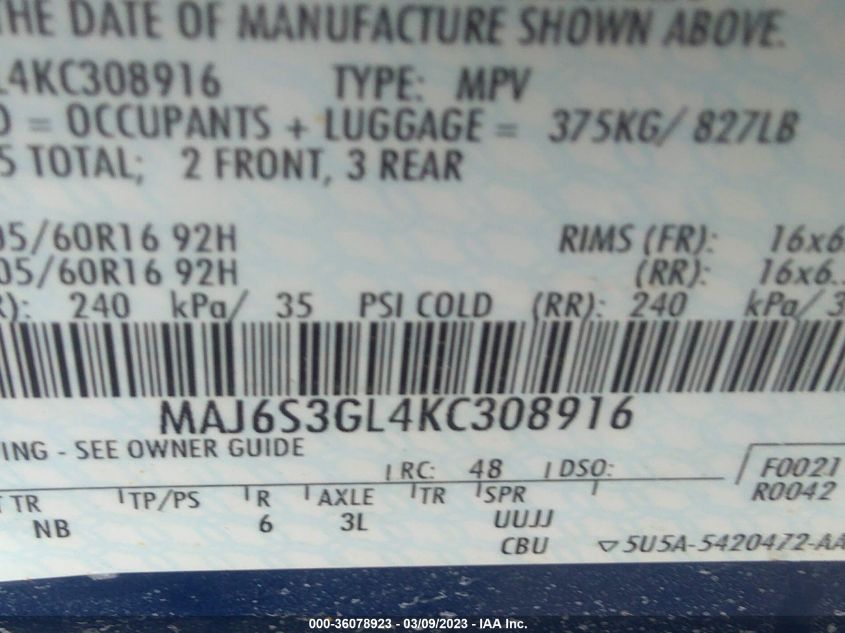 THE DATE OF MANUFACTURE SHOWN ABOVE.
L4KC308916 TYPE: MPV
= OCCUPANTS + LUGGAGE = 375KG/ 827LB
5 TOTAL; 2 FRONT, 3 REAR
05/60R16 92H RIMS (FR): 16x6
05/60R16 92H (RR): 16x6.
R): 240 kPa/ 35 PSI COLD (RR): 240 kPa/ 3
MAJ6S3GL4KC308916
ING - SEE OWNER GUIDE
RC: 48 DSO: F0021
T TR TP/PS R AXLE TR SPR R0042
NB 6 3L UUJJ
CBU 5U5A-5420472-AA
000-36078923 - 03/09/2023 - IAA Inc.